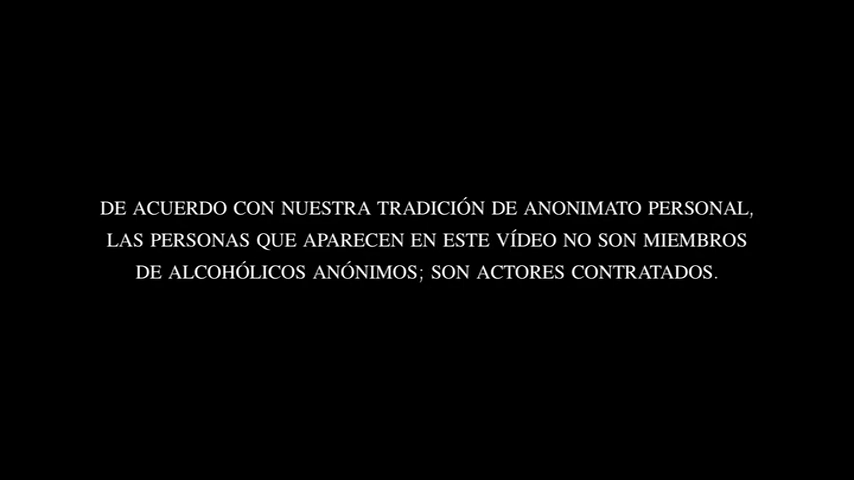 DE ACUERDO CON NUESTRA TRADICIÓN DE ANONIMATO PERSONAL,
LAS PERSONAS QUE APARECEN EN ESTE VÍDEO NO SON MIEMBROS
DE ALCOHÓLICOS ANÓNIMOS; SON ACTORES CONTRATADOS.